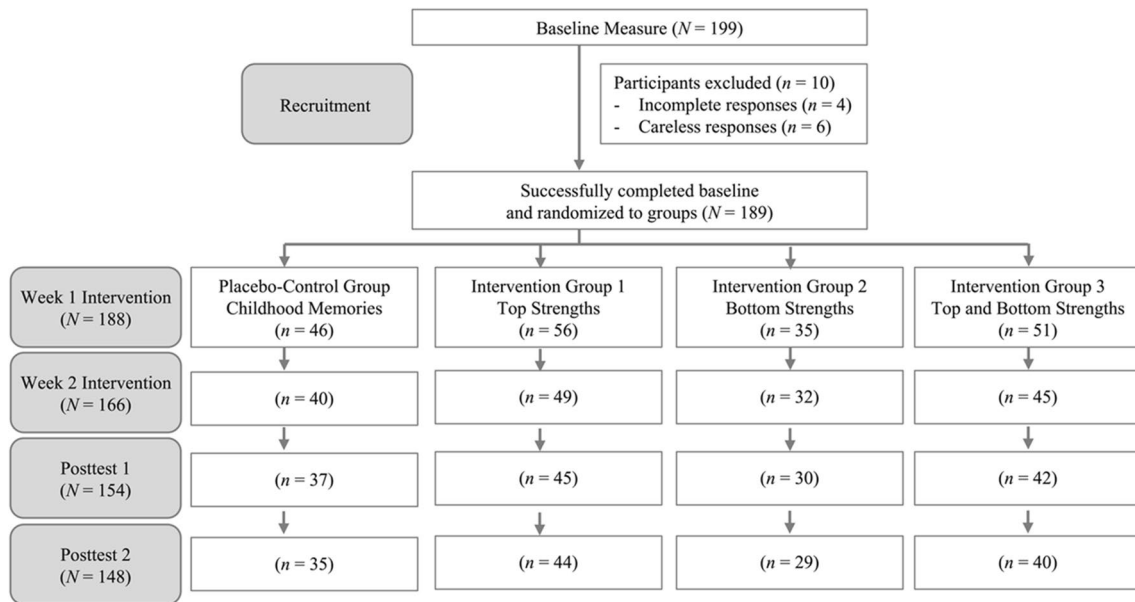 Baseline Measure (N = 199)
Recruitment
Participants excluded (n = 10)
- Incomplete responses (n = 4)
- Careless responses (n = 6)
Successfully completed baseline
and randomized to groups (N = 189)
Week 1 Intervention
(N = 188)
Placebo-Control Group
Childhood Memories
(n = 46)
Intervention Group 1
Top Strengths
(n = 56)
Intervention Group 2
Bottom Strengths
(n = 35)
Intervention Group 3
Top and Bottom Strengths
(n = 51)
Week 2 Intervention
(N = 166)
(n = 40)
(n = 49)
(n = 32)
(n = 45)
Posttest 1
(N = 154)
(n = 37)
(n = 45)
(n = 30)
(n = 42)
Posttest 2
(N = 148)
(n = 35)
(n = 44)
(n = 29)
(n = 40)